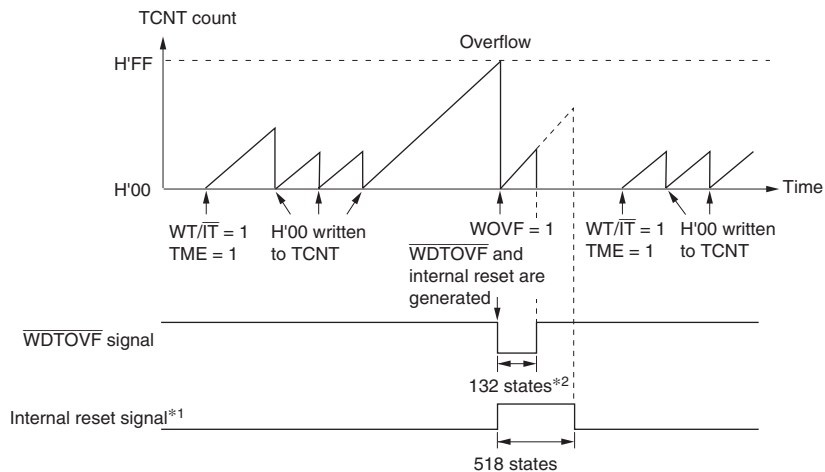 TCNT count
Overflow
H'FF
H'00
Time
WT/IT = 1
TME = 1
H'00 written
to TCNT
WOVF = 1
WT/IT = 1
TME = 1
H'00 written
to TCNT
WDTOVF and
internal reset are
generated
WDTOVF signal
132 states*2
Internal reset signal*1
518 states